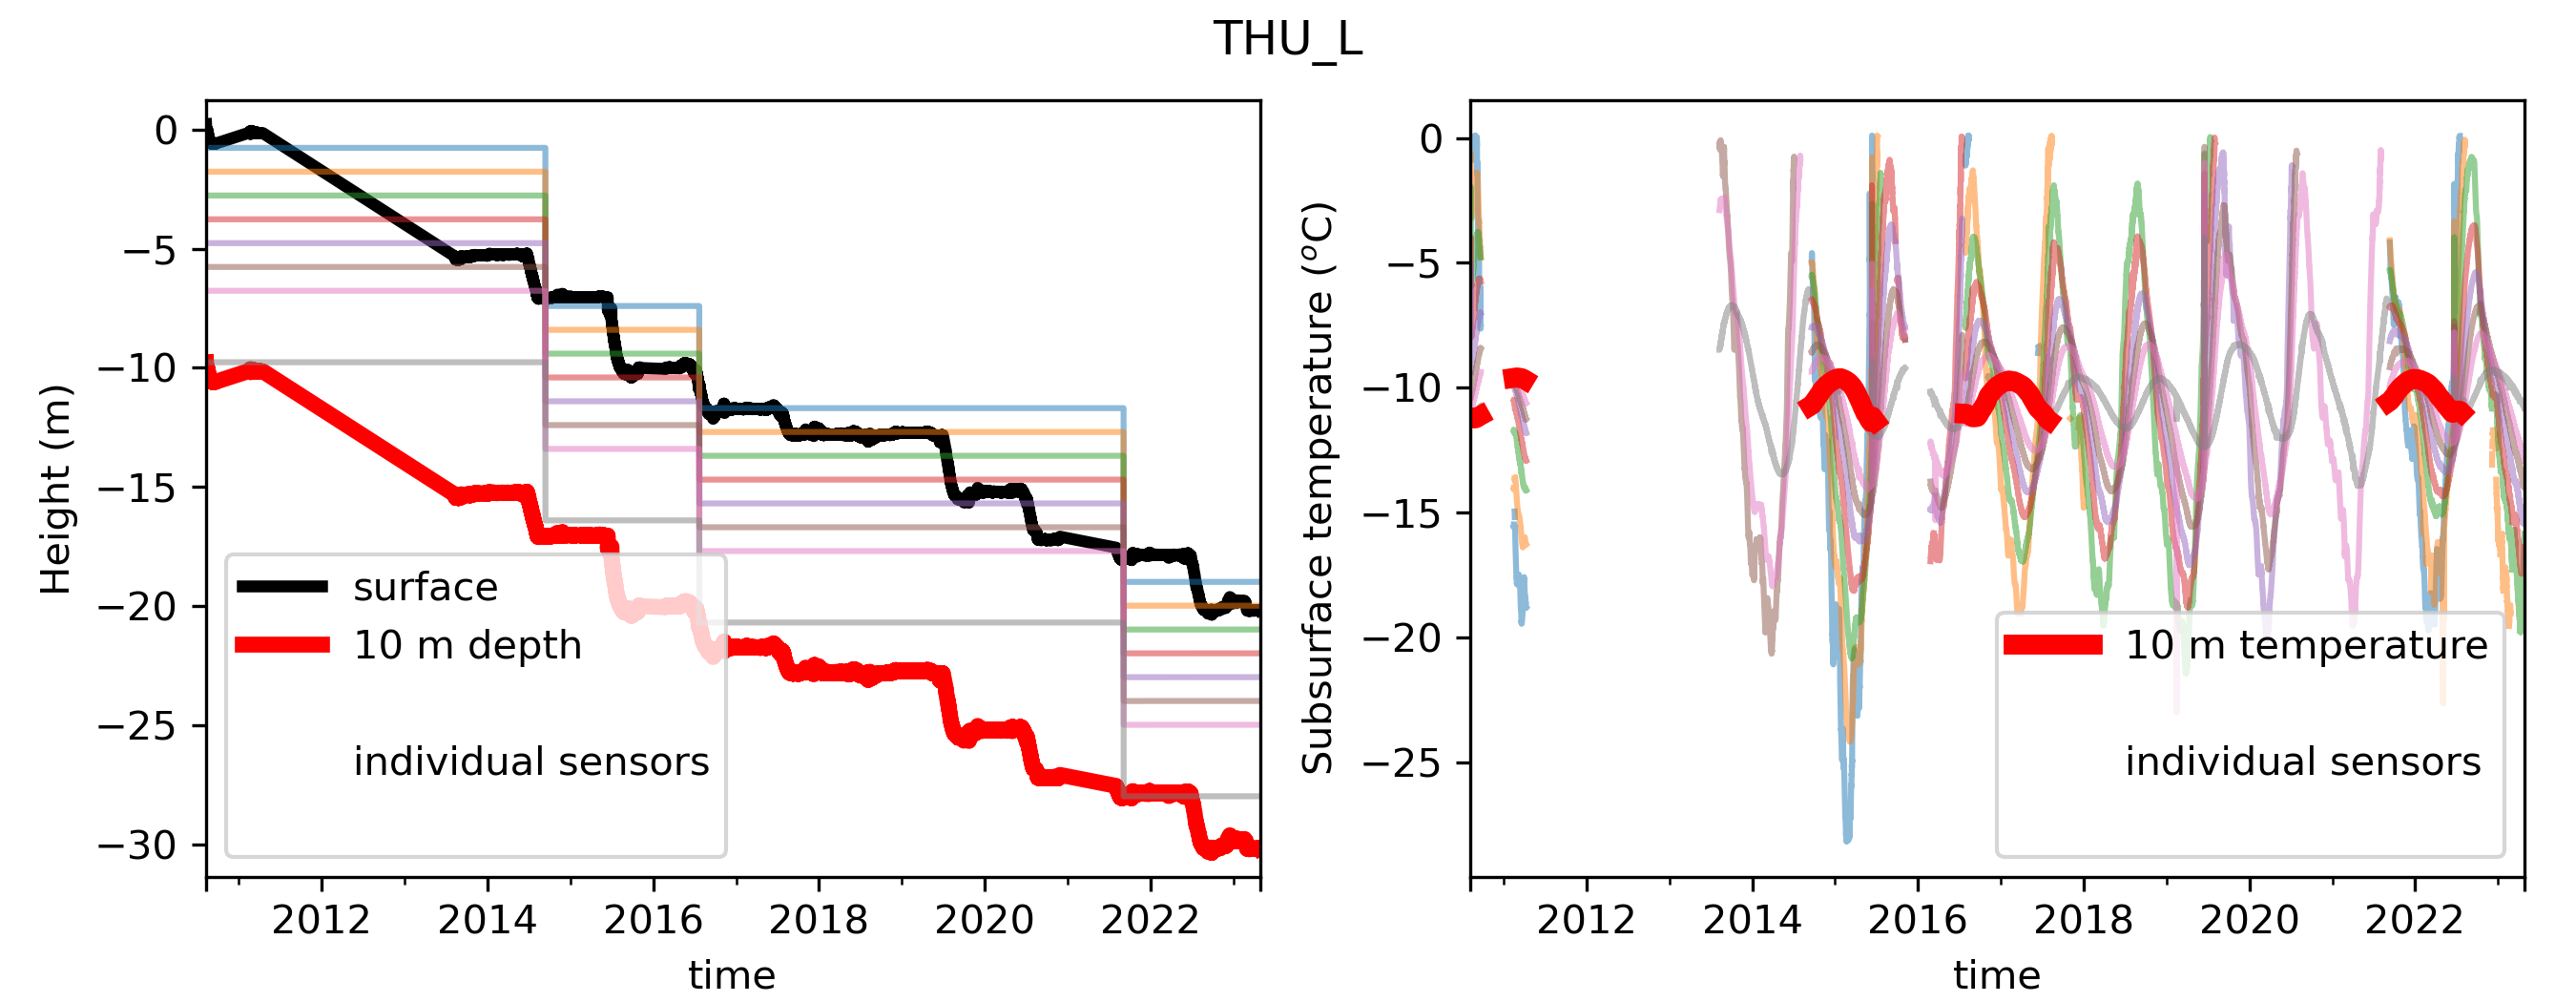 THU_L
Height (m)
0
−5
−10
−15
−20
−25
−30
surface
10 m depth
individual sensors
2012 2014 2016 2018 2020 2022
time
Subsurface temperature (°C)
0
−5
−10
−15
−20
−25
10 m temperature
individual sensors
2012 2014 2016 2018 2020 2022
time